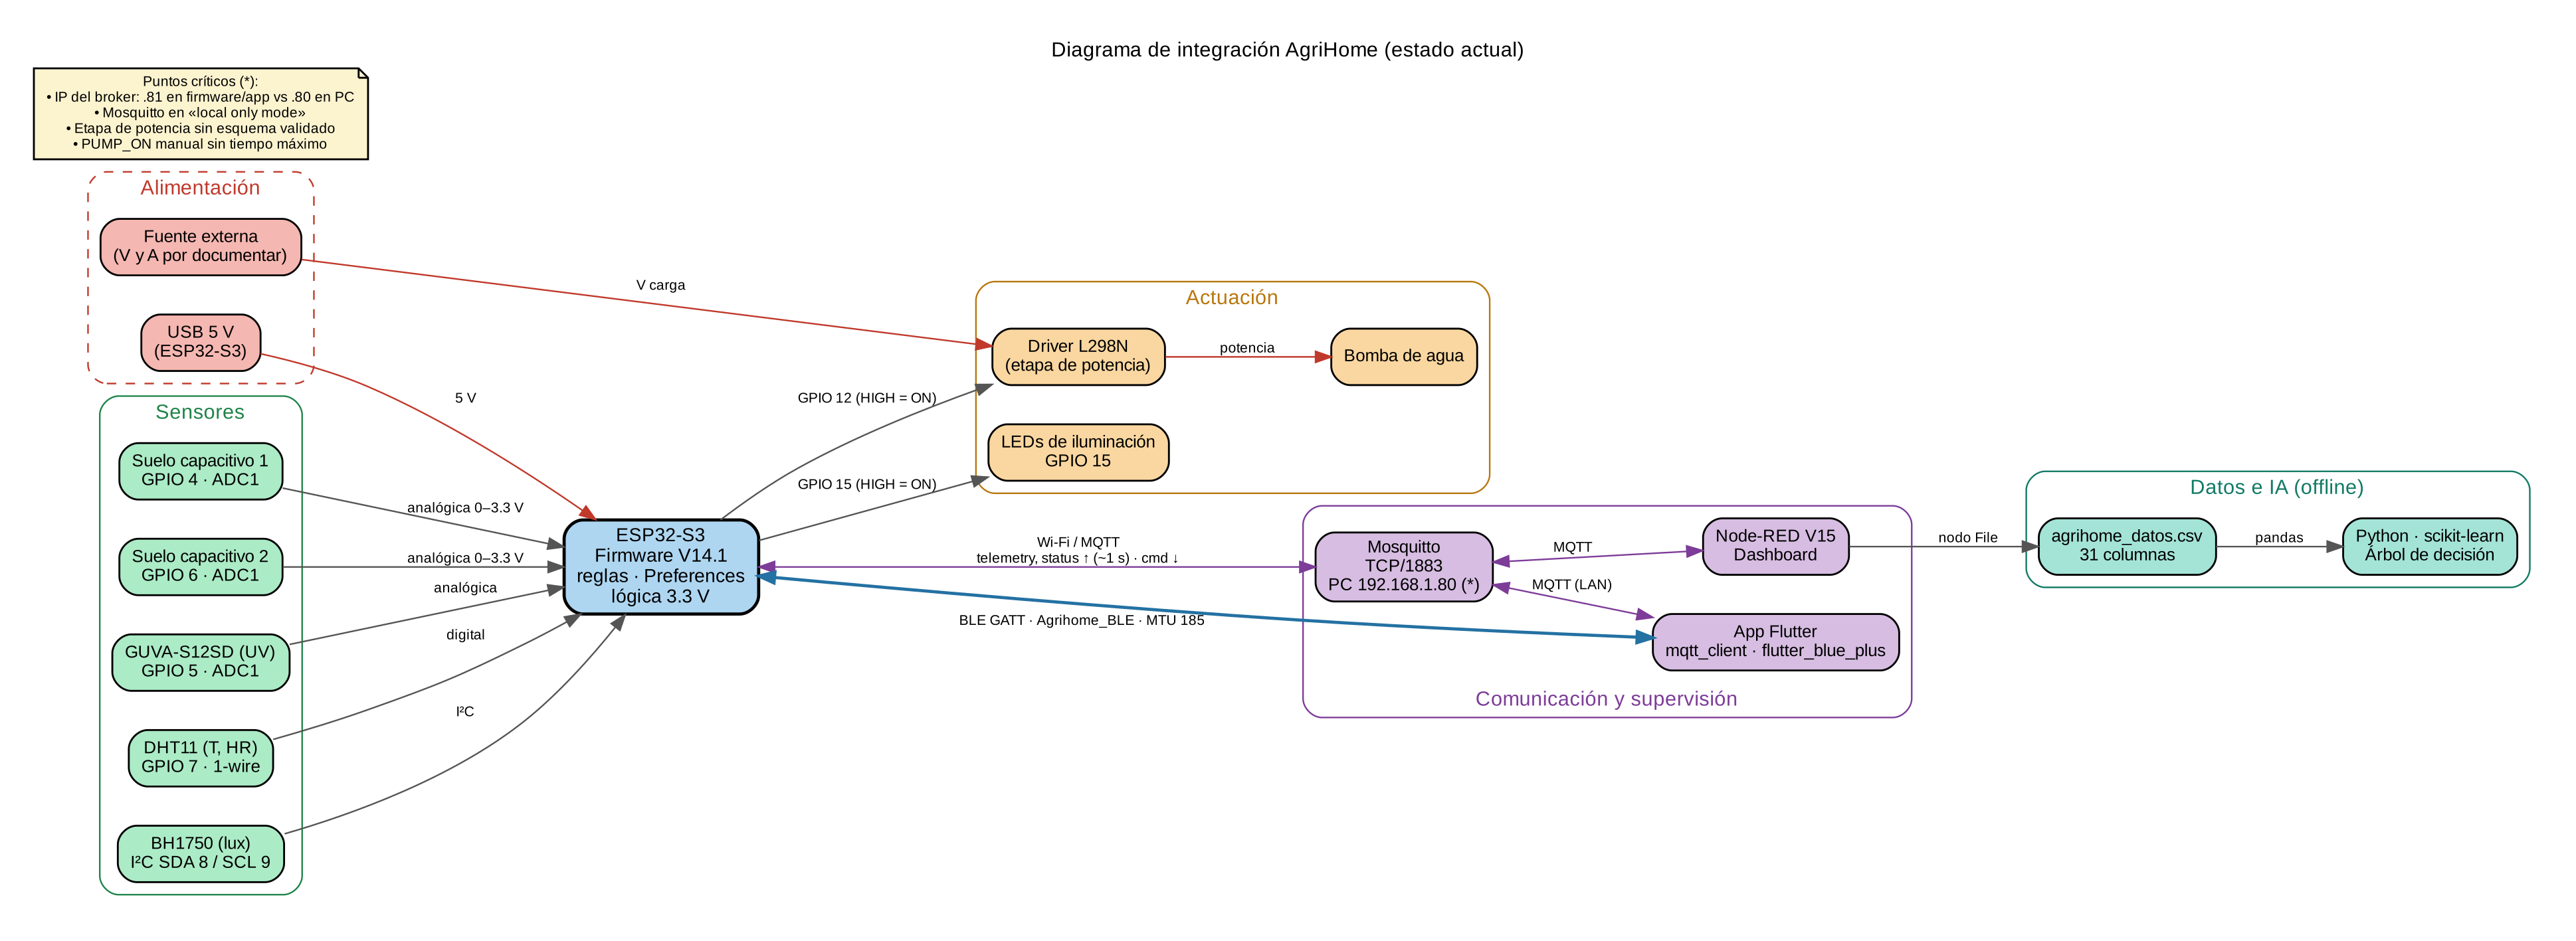 Diagrama de integración AgriHome (estado actual)
Puntos críticos (*):
• IP del broker: .81 en firmware/app vs .80 en PC
• Mosquitto en «local only mode»
• Etapa de potencia sin esquema validado
• PUMP_ON manual sin tiempo máximo
Alimentación
Fuente externa
(V y A por documentar)
USB 5 V
(ESP32-S3)
V carga
5 V
Sensores
Suelo capacitivo 1
GPIO 4 · ADC1
Suelo capacitivo 2
GPIO 6 · ADC1
GUVA-S12SD (UV)
GPIO 5 · ADC1
DHT11 (T, HR)
GPIO 7 · 1-wire
BH1750 (lux)
I²C SDA 8 / SCL 9
analógica 0–3.3 V
analógica 0–3.3 V
analógica
digital
I²C
ESP32-S3
Firmware V14.1
reglas · Preferences
lógica 3.3 V
GPIO 12 (HIGH = ON)
GPIO 15 (HIGH = ON)
Actuación
Driver L298N
(etapa de potencia)
potencia
Bomba de agua
LEDs de iluminación
GPIO 15
Wi-Fi / MQTT
telemetry, status ↑ (~1 s) · cmd ↓
BLE GATT · Agrihome_BLE · MTU 185
Mosquitto
TCP/1883
PC 192.168.1.80 (*)
MQTT
MQTT (LAN)
Node-RED V15
Dashboard
App Flutter
mqtt_client · flutter_blue_plus
Comunicación y supervisión
nodo File
Datos e IA (offline)
agrihome_datos.csv
31 columnas
pandas
Python · scikit-learn
Árbol de decisión